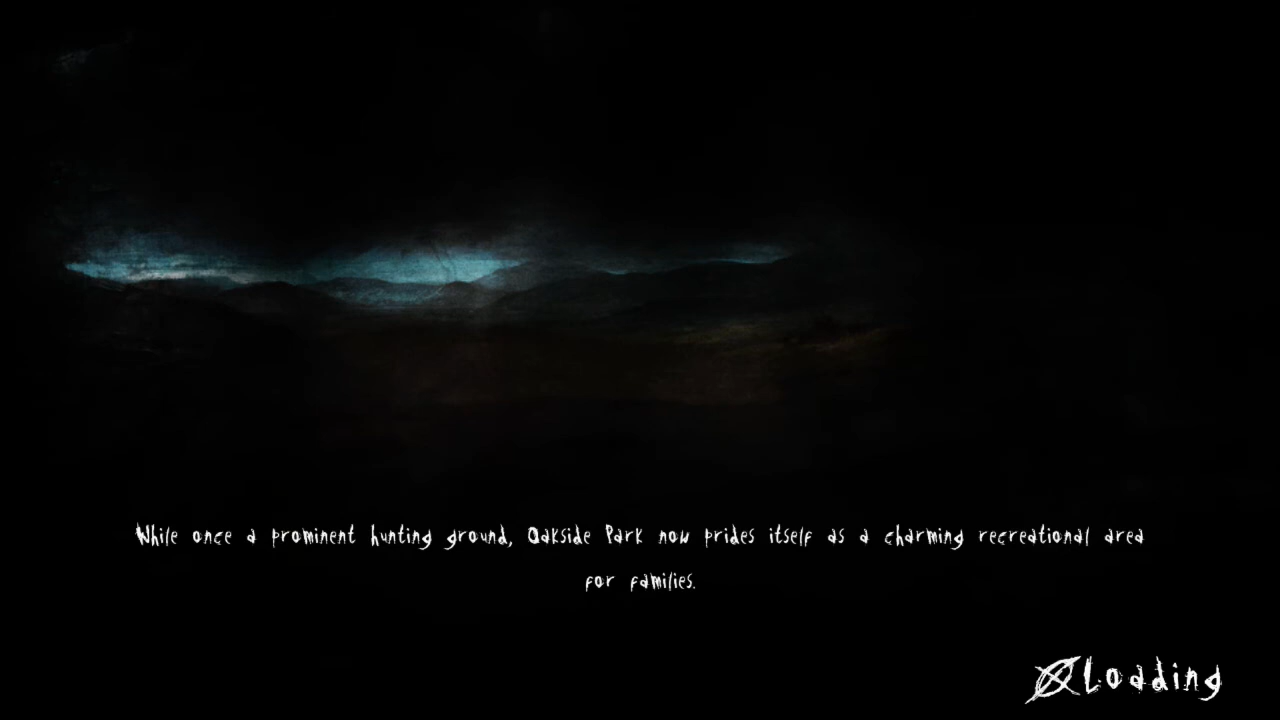 While once a prominent hunting ground, Oakside Park now prides itself as a charming recreational area
for families.
Loading